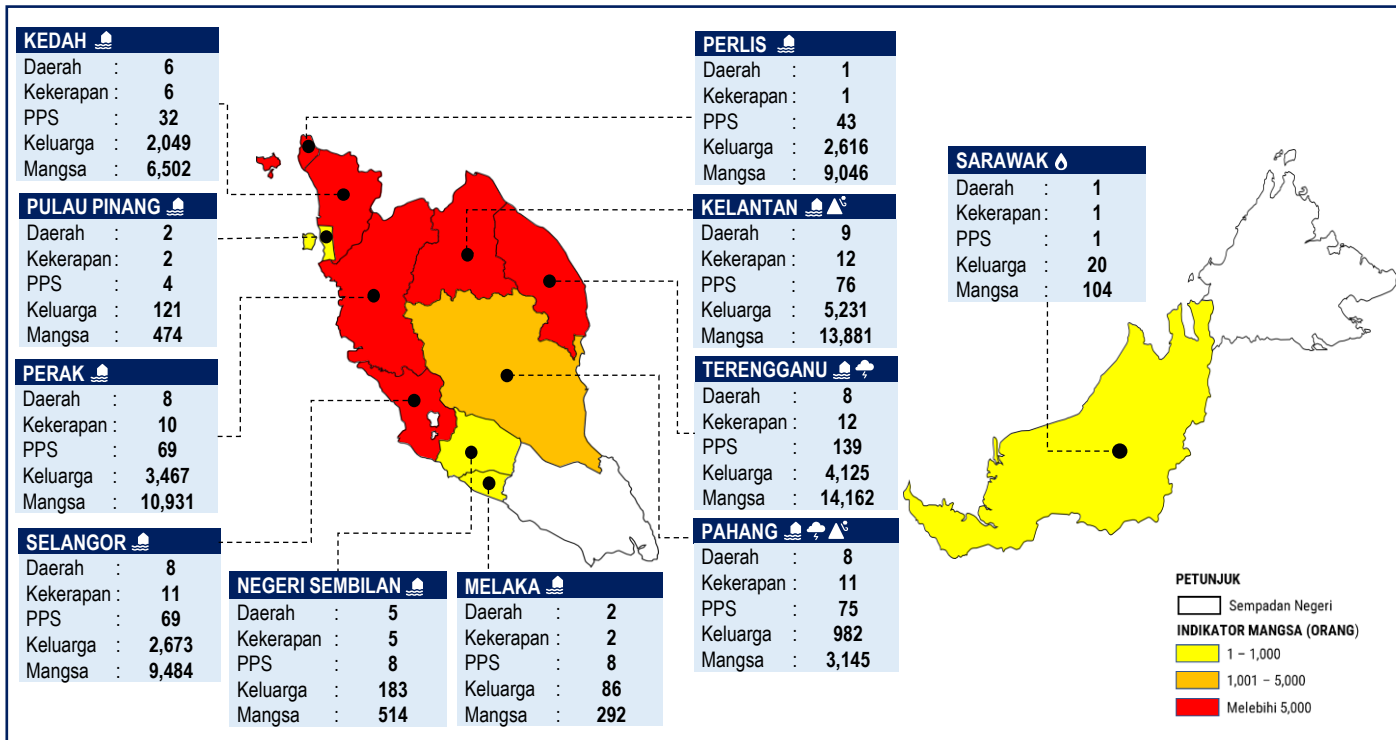 KEDAH
Daerah : 6
Kekerapan : 6
PPS : 32
Keluarga : 2,049
Mangsa : 6,502
PULAU PINANG
Daerah : 2
Kekerapan : 2
PPS : 4
Keluarga : 121
Mangsa : 474
PERAK
Daerah : 8
Kekerapan : 10
PPS : 69
Keluarga : 3,467
Mangsa : 10,931
SELANGOR
Daerah : 8
Kekerapan : 11
PPS : 69
Keluarga : 2,673
Mangsa : 9,484
NEGERI SEMBILAN
Daerah : 5
Kekerapan : 5
PPS : 8
Keluarga : 183
Mangsa : 514
MELAKA
Daerah : 2
Kekerapan : 2
PPS : 8
Keluarga : 86
Mangsa : 292
PERLIS
Daerah : 1
Kekerapan : 1
PPS : 43
Keluarga : 2,616
Mangsa : 9,046
KELANTAN
Daerah : 9
Kekerapan : 12
PPS : 76
Keluarga : 5,231
Mangsa : 13,881
TERENGGANU
Daerah : 8
Kekerapan : 12
PPS : 139
Keluarga : 4,125
Mangsa : 14,162
PAHANG
Daerah : 8
Kekerapan : 11
PPS : 75
Keluarga : 982
Mangsa : 3,145
SARAWAK
Daerah : 1
Kekerapan : 1
PPS : 1
Keluarga : 20
Mangsa : 104
PETUNJUK
Sempadan Negeri
INDIKATOR MANGSA (ORANG)
1 – 1,000
1,001 – 5,000
Melebihi 5,000